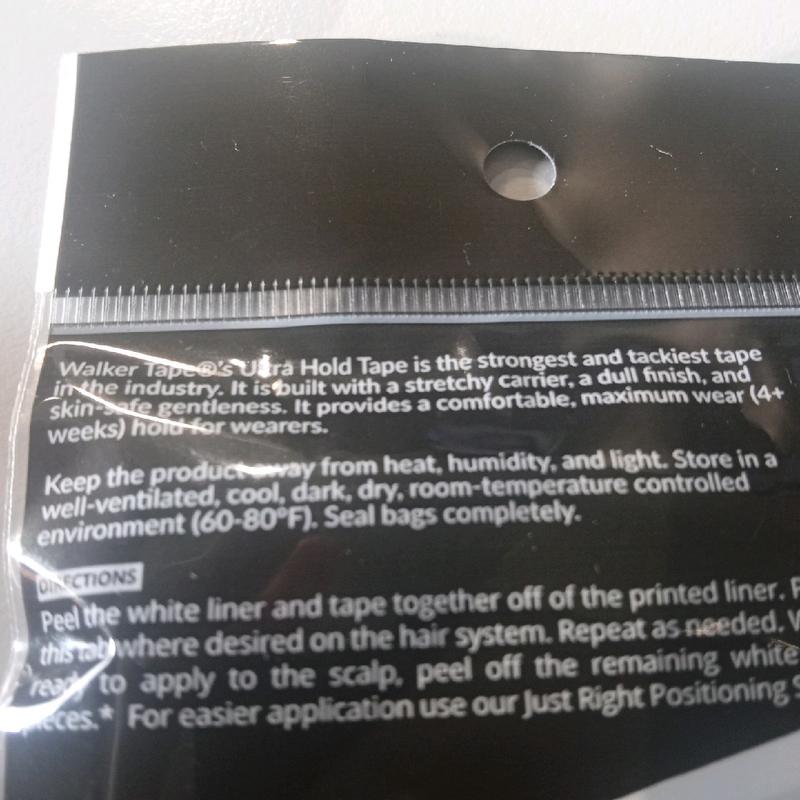 Walker Tape®'s Ultra Hold Tape is the strongest and tackiest tape
in the industry. It is built with a stretchy carrier, a dull finish, and
skin-safe gentleness. It provides a comfortable, maximum wear (4+
weeks) hold for wearers.
Keep the product away from heat, humidity, and light. Store in a
well-ventilated, cool, dark, dry, room-temperature controlled
environment (60-80°F). Seal bags completely.
DIRECTIONS
Peel the white liner and tape together off of the printed liner.
this tab where desired on the hair system. Repeat as needed.
ready to apply to the scalp, peel off the remaining white
pieces.* For easier application use our Just Right Positioning